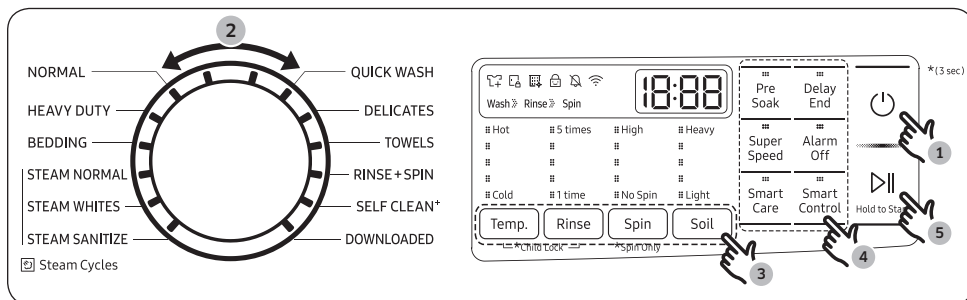 2
NORMAL
HEAVY DUTY
BEDDING
STEAM NORMAL
STEAM WHITES
STEAM SANITIZE
Steam Cycles
QUICK WASH
DELICATES
TOWELS
RINSE+SPIN
SELF CLEAN+
DOWNLOADED
18:88
Wash Rinse Spin
Hot 5 times High Heavy
Cold 1 time No Spin Light
Temp. Rinse Spin Soil
*Child Lock *Spin Only
3
Pre Soak
Delay End
Super Speed
Alarm Off
Smart Care
Smart Control
4
*(3 sec)
1
Hold to Start
5